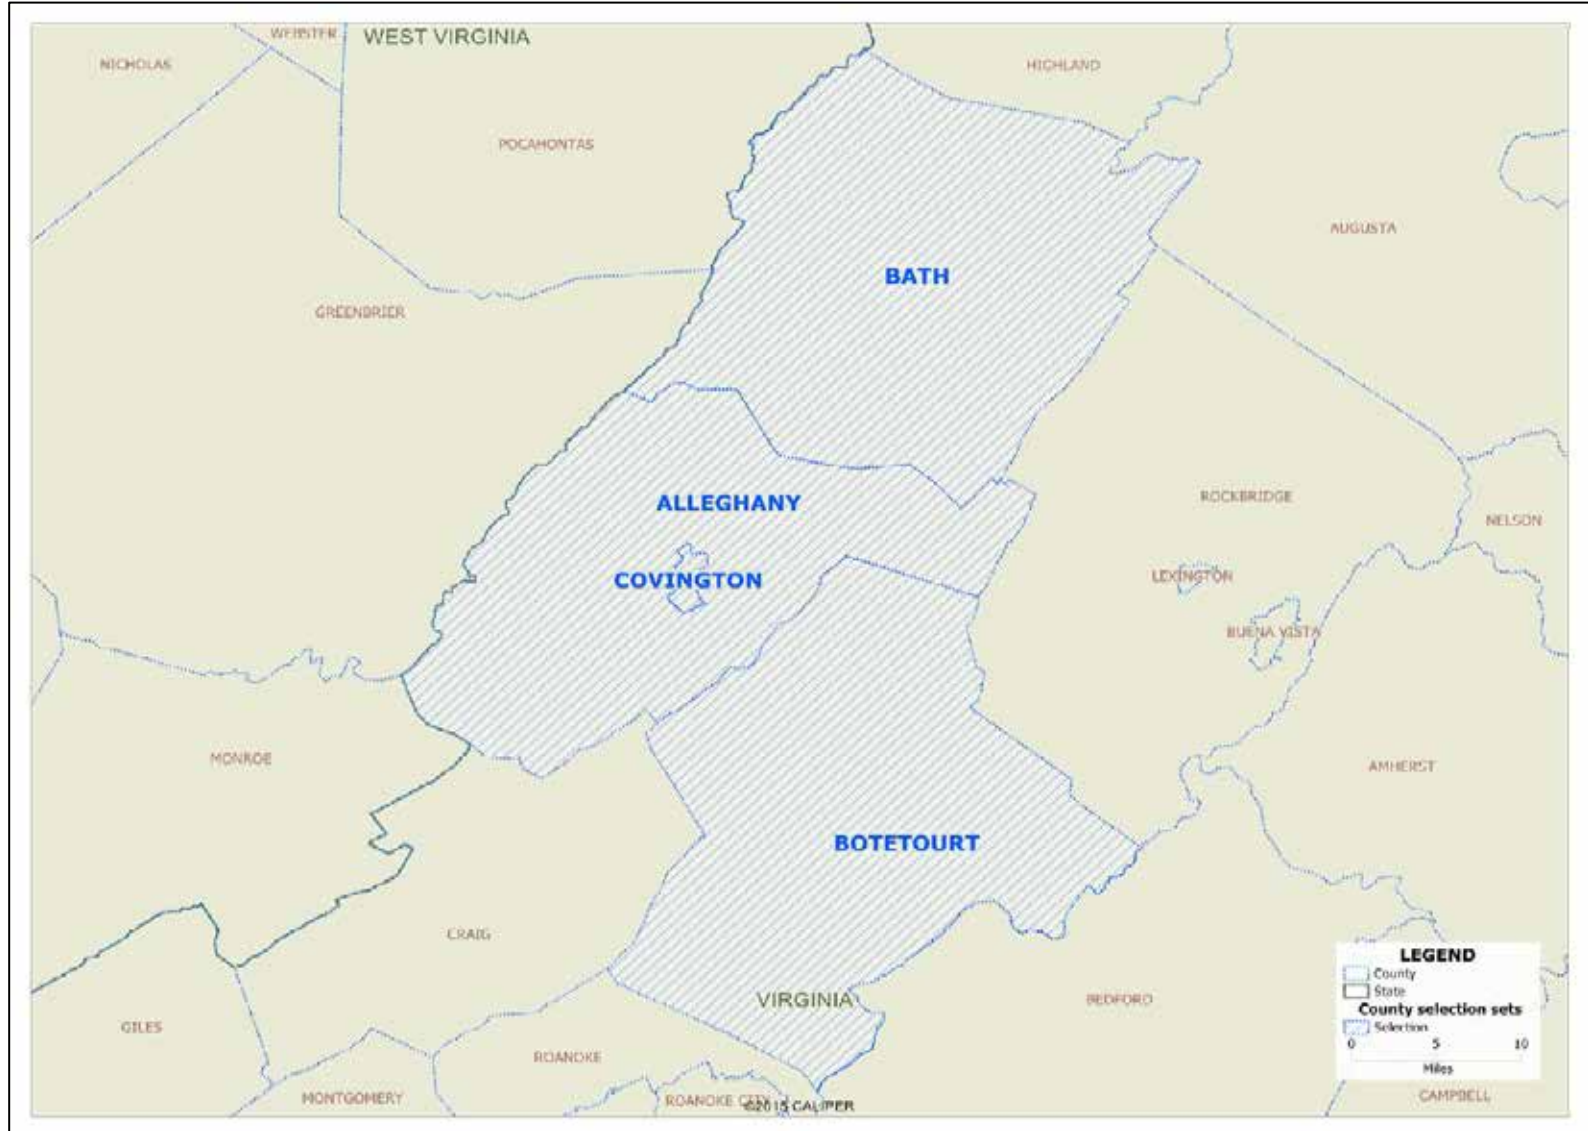 WEBSTER
WEST VIRGINIA
NICHOLAS
HIGHLAND
POCAHONTAS
AUGUSTA
BATH
GREENBRIER
ALLEGHANY
ROCKBRIDGE
NELSON
COVINGTON
LEXINGTON
BUENA VISTA
MONROE
AMHERST
BOTETOURT
CRAIG
VIRGINIA
BEDFORD
LEGEND
County
State
County selection sets
Selection
0 5 10
Miles
GILES
ROANOKE
MONTGOMERY
ROANOKE CITY
©2015 CALIPER
CAMPBELL